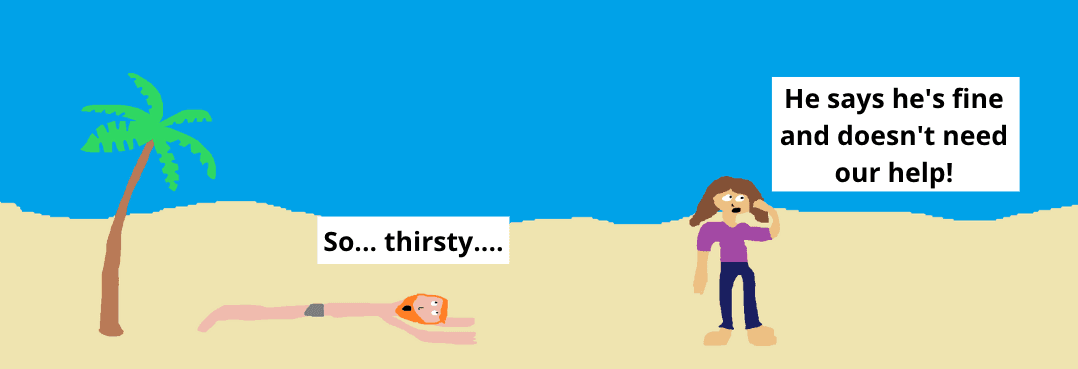 So... thirsty....
He says he's fine
and doesn't need
our help!